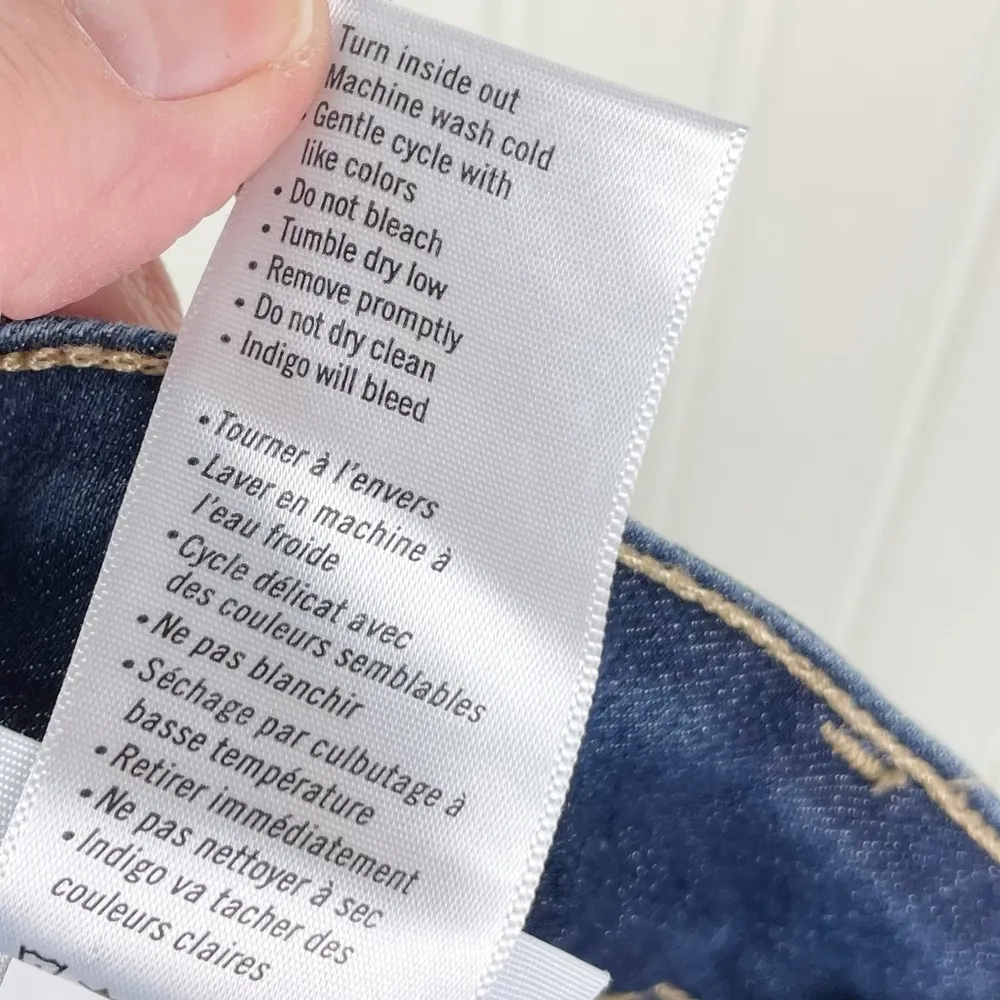 Turn inside out
Machine wash cold
• Gentle cycle with
like colors
• Do not bleach
• Tumble dry low
• Remove promptly
• Do not dry clean
• Indigo will bleed
• Tourner à l'envers
• Laver en machine à
l'eau froide
• Cycle délicat avec
des couleurs semblables
• Ne pas blanchir
• Séchage par culbutage à
basse température
• Retirer immédiatement
• Ne pas nettoyer à sec
• Indigo va tacher des
couleurs claires